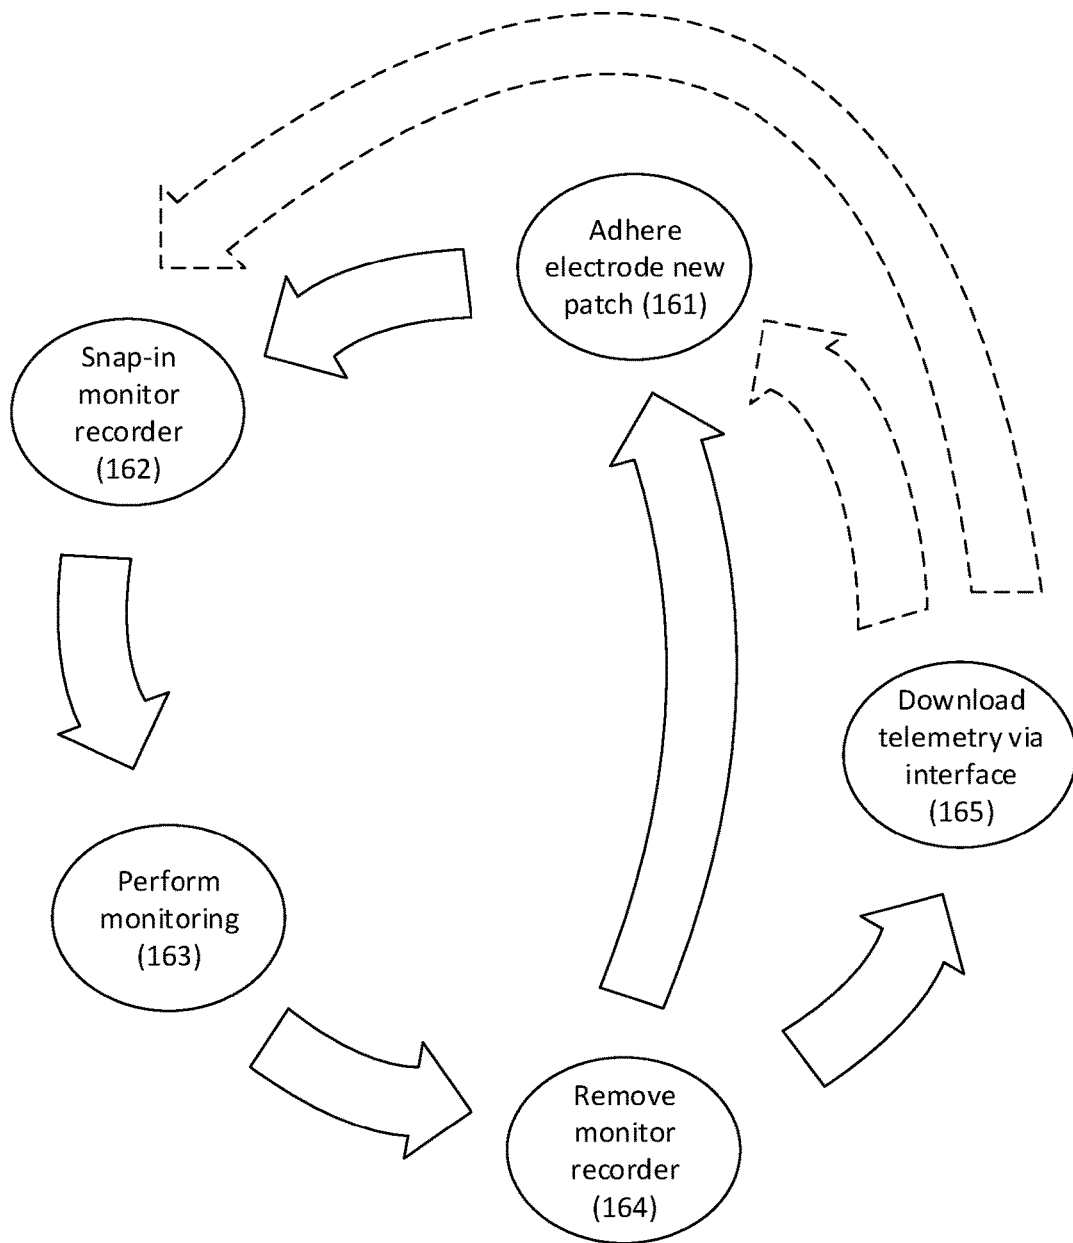 Adhere
electrode new
patch (161)
Snap-in
monitor
recorder
(162)
Perform
monitoring
(163)
Remove
monitor
recorder
(164)
Download
telemetry via
interface
(165)